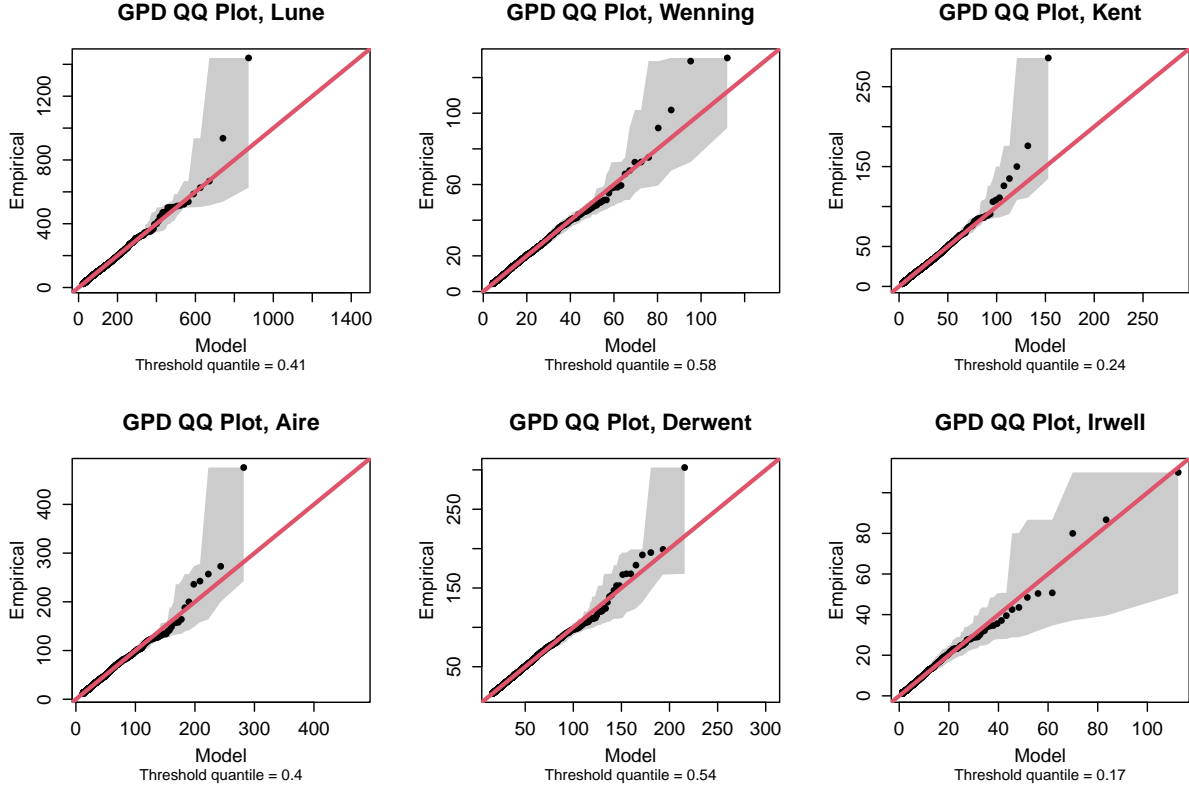 GPD QQ Plot, Lune
Empirical
0 400 800 1200
0 200 600 1000 1400
Model
Threshold quantile = 0.41
GPD QQ Plot, Wenning
Empirical
0 20 60 100
0 20 40 60 80 100
Model
Threshold quantile = 0.58
GPD QQ Plot, Kent
Empirical
0 50 150 250
0 50 100 150 200 250
Model
Threshold quantile = 0.24
GPD QQ Plot, Aire
Empirical
0 100 200 300 400
0 100 200 300 400
Model
Threshold quantile = 0.4
GPD QQ Plot, Derwent
Empirical
50 150 250
50 100 150 200 250 300
Model
Threshold quantile = 0.54
GPD QQ Plot, Irwell
Empirical
0 20 40 60 80
0 20 40 60 80 100
Model
Threshold quantile = 0.17